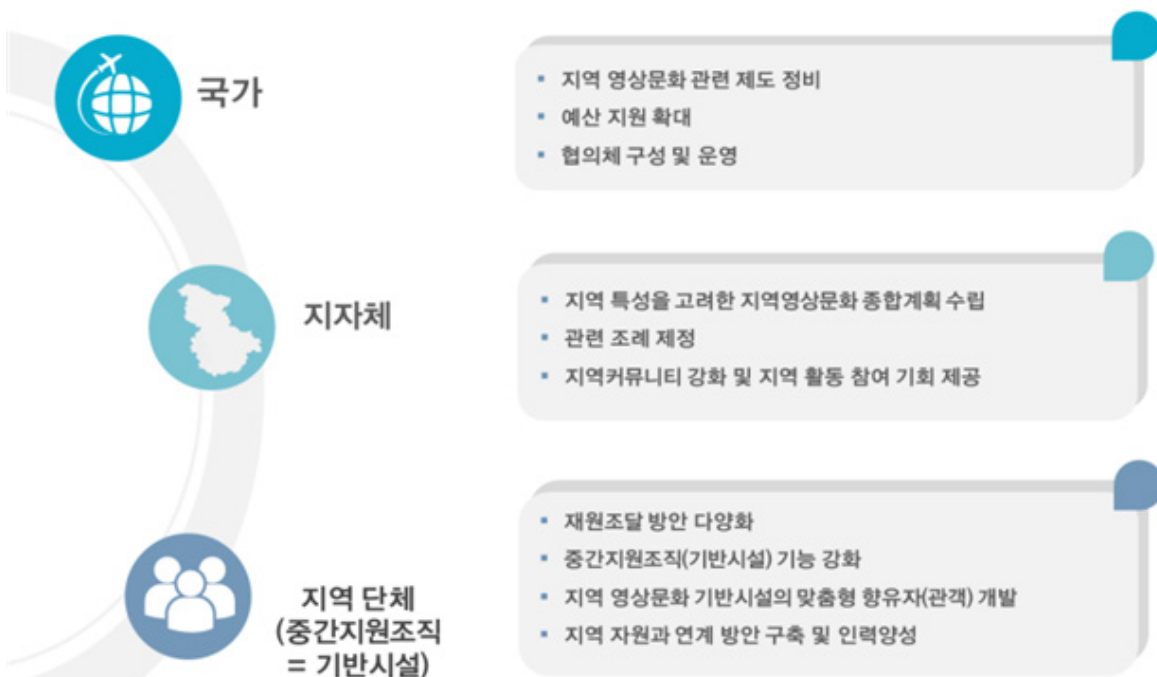 국가
지역 영상문화 관련 제도 정비
예산 지원 확대
협의체 구성 및 운영
지자체
지역 특성을 고려한 지역영상문화 종합계획 수립
관련 조례 제정
지역커뮤니티 강화 및 지역 활동 참여 기회 제공
지역 단체
(중간지원조직
= 기반시설)
재원조달 방안 다양화
중간지원조직(기반시설) 기능 강화
지역 영상문화 기반시설의 맞춤형 향유자(관객) 개발
지역 자원과 연계 방안 구축 및 인력양성